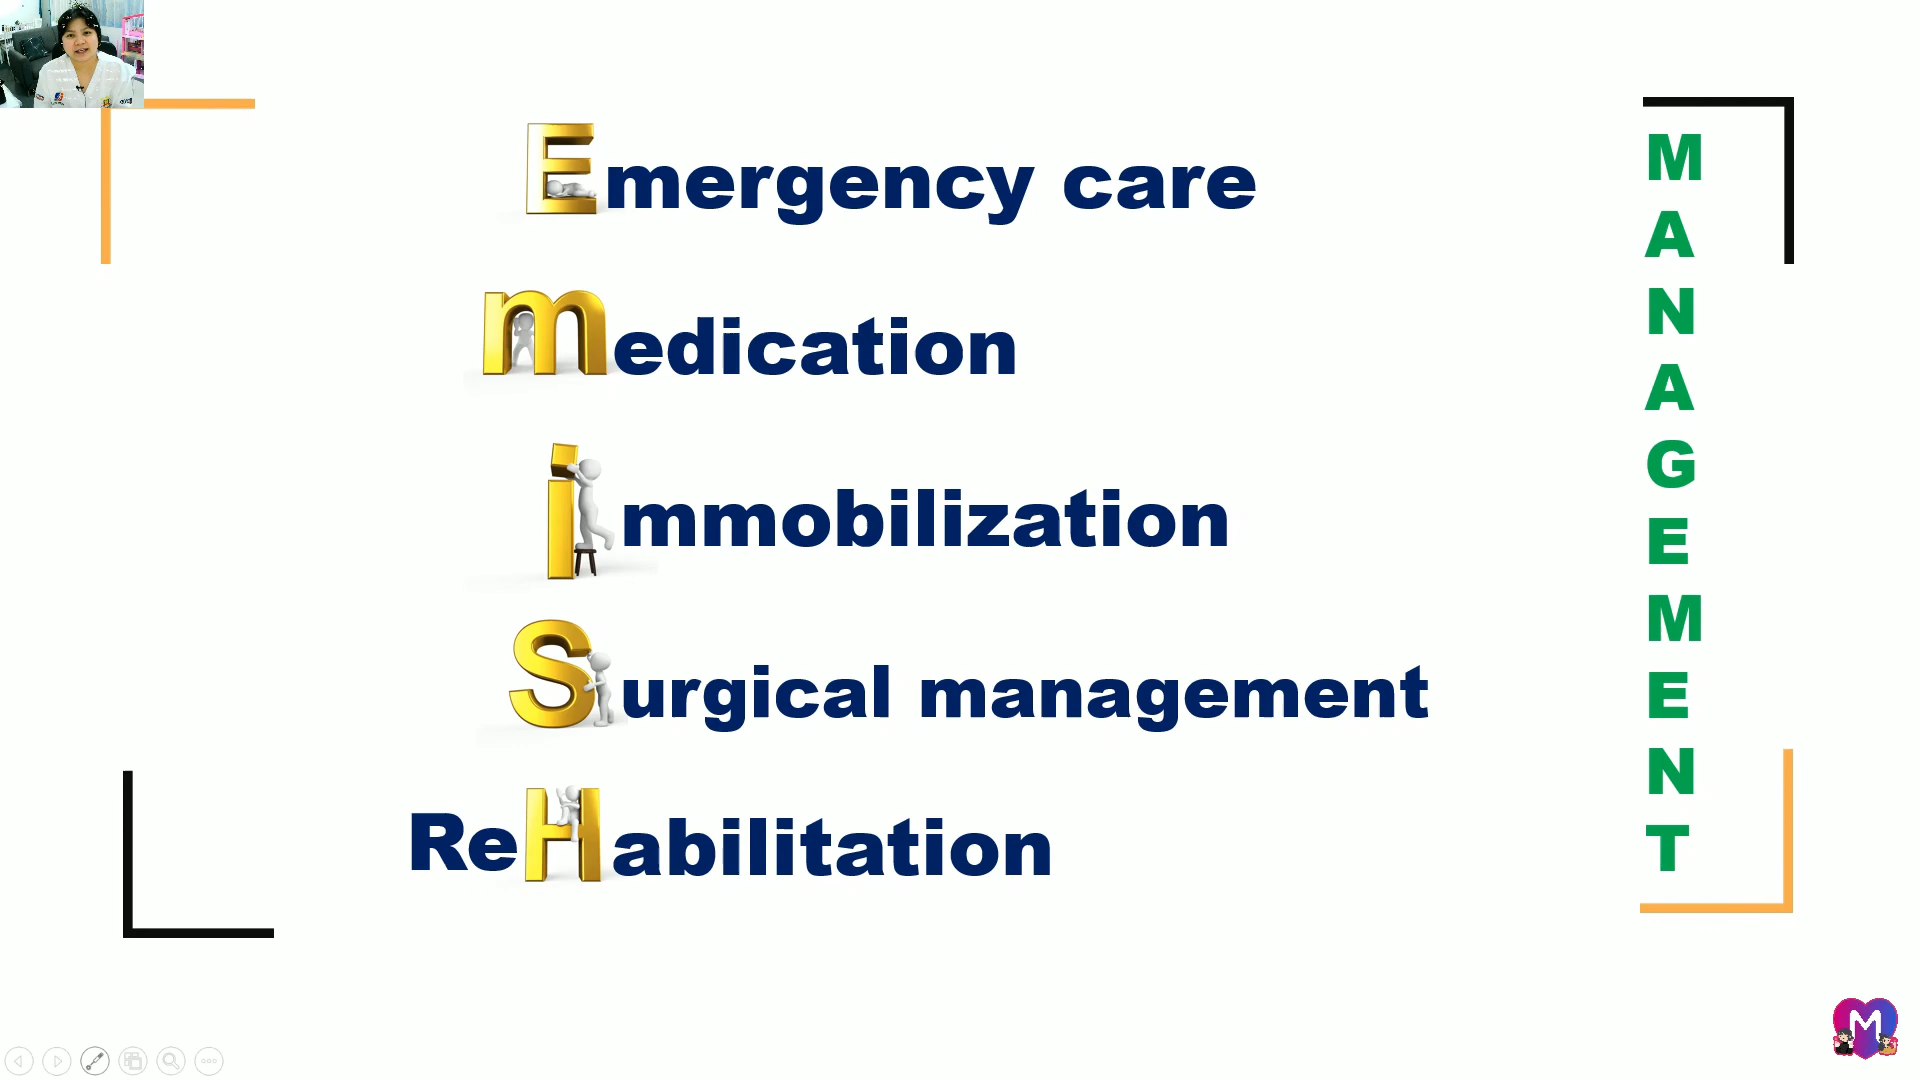 Emergency care
medication
immobilization
Surgical management
ReHabilitation
MANAGEMENT
M